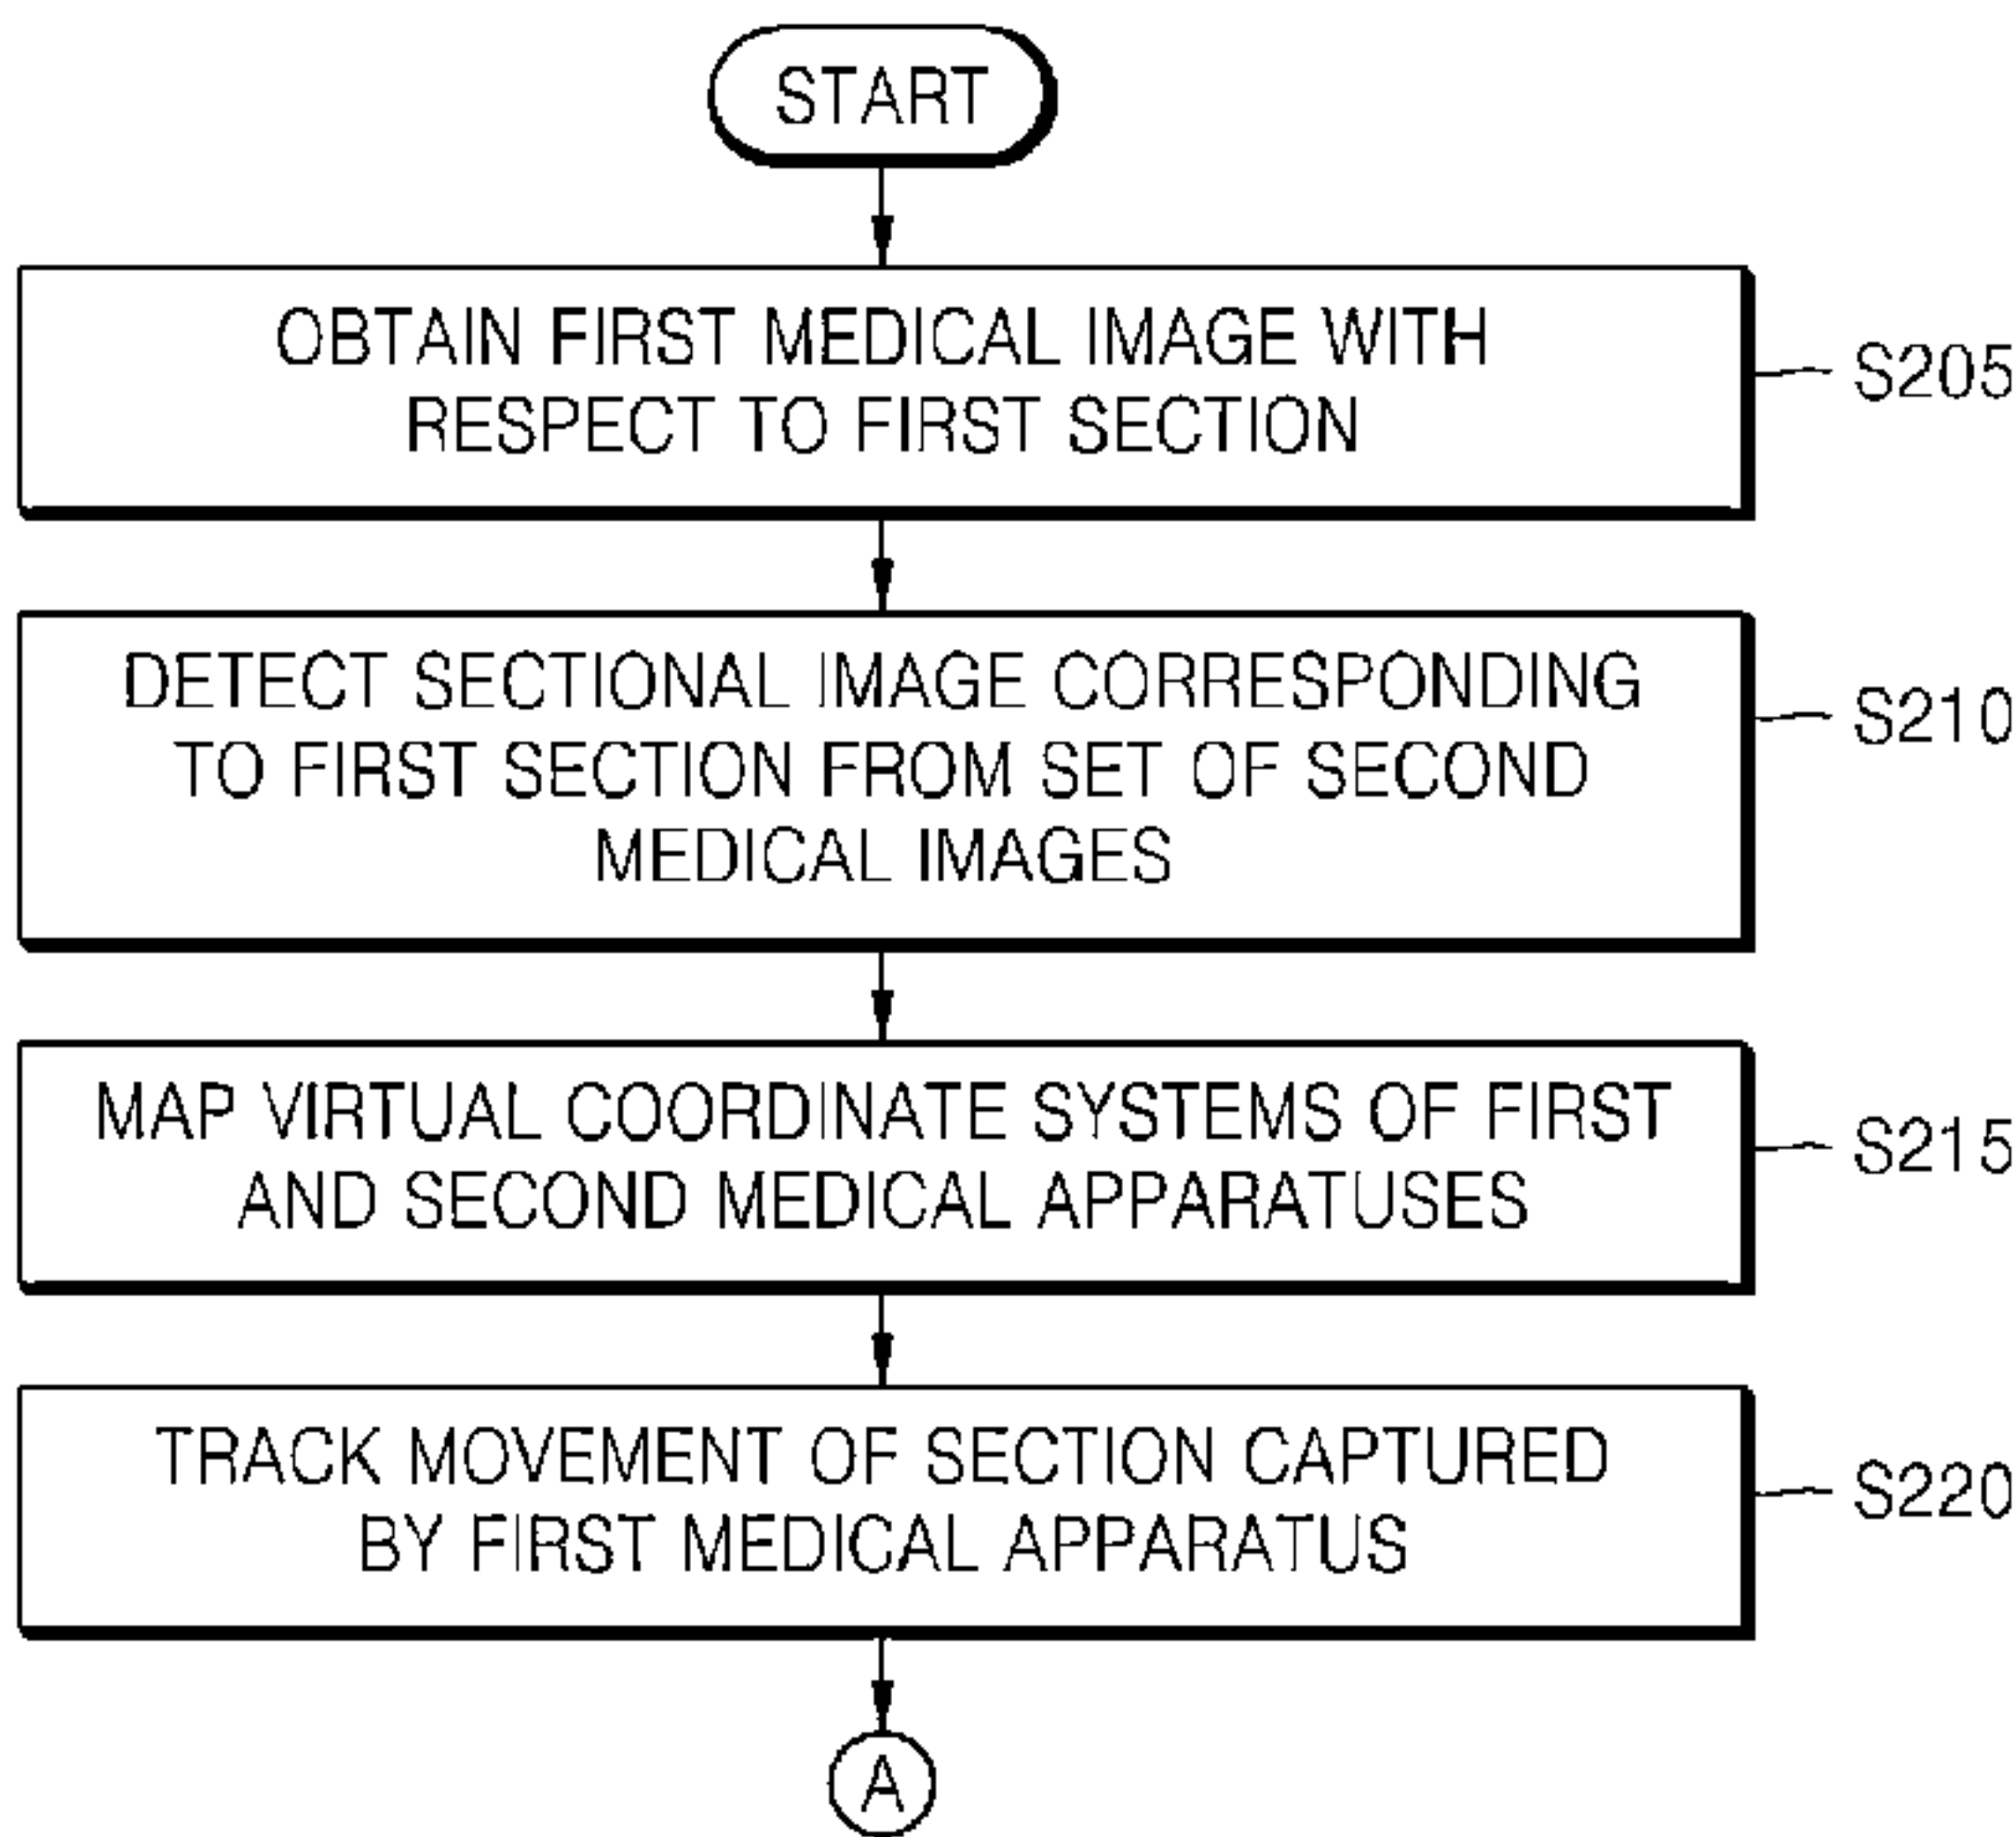 START
OBTAIN FIRST MEDICAL IMAGE WITH
RESPECT TO FIRST SECTION
S205
DETECT SECTIONAL IMAGE CORRESPONDING
TO FIRST SECTION FROM SET OF SECOND
MEDICAL IMAGES
S210
MAP VIRTUAL COORDINATE SYSTEMS OF FIRST
AND SECOND MEDICAL APPARATUSES
S215
TRACK MOVEMENT OF SECTION CAPTURED
BY FIRST MEDICAL APPARATUS
S220
A